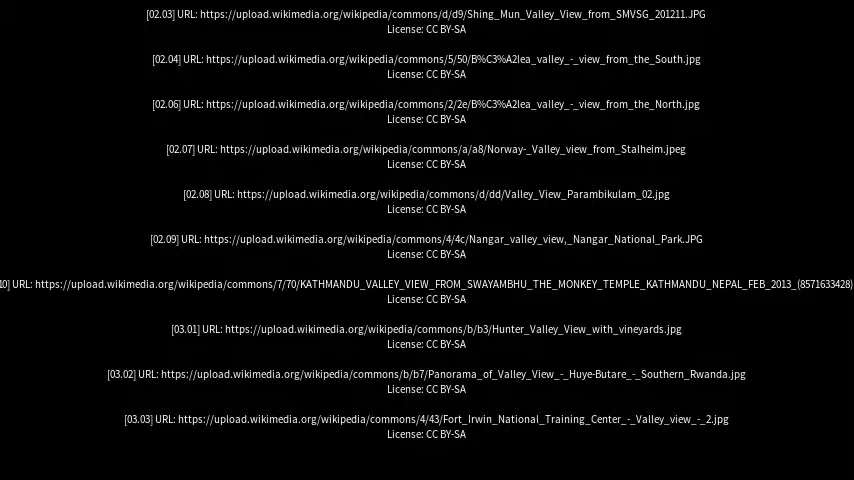 [02.03] URL: https://upload.wikimedia.org/wikipedia/commons/d/d9/Shing_Mun_Valley_View_from_SMVSG_201211.JPG
License: CC BY-SA
[02.04] URL: https://upload.wikimedia.org/wikipedia/commons/5/50/B%C3%A2lea_valley_-_view_from_the_South.jpg
License: CC BY-SA
[02.06] URL: https://upload.wikimedia.org/wikipedia/commons/2/2e/B%C3%A2lea_valley_-_view_from_the_North.jpg
License: CC BY-SA
[02.07] URL: https://upload.wikimedia.org/wikipedia/commons/a/a8/Norway-_Valley_view_from_Stalheim.jpeg
License: CC BY-SA
[02.08] URL: https://upload.wikimedia.org/wikipedia/commons/d/dd/Valley_View_Parambikulam_02.jpg
License: CC BY-SA
[02.09] URL: https://upload.wikimedia.org/wikipedia/commons/4/4c/Nangar_valley_view,_Nangar_National_Park.JPG
License: CC BY-SA
10] URL: https://upload.wikimedia.org/wikipedia/commons/7/70/KATHMANDU_VALLEY_VIEW_FROM_SWAYAMBHU_THE_MONKEY_TEMPLE_KATHMANDU_NEPAL_FEB_2013_(8571633428)
License: CC BY-SA
[03.01] URL: https://upload.wikimedia.org/wikipedia/commons/b/b3/Hunter_Valley_View_with_vineyards.jpg
License: CC BY-SA
[03.02] URL: https://upload.wikimedia.org/wikipedia/commons/b/b7/Panorama_of_Valley_View_-_Huye-Butare_-_Southern_Rwanda.jpg
License: CC BY-SA
[03.03] URL: https://upload.wikimedia.org/wikipedia/commons/4/43/Fort_Irwin_National_Training_Center_-_Valley_view_-_2.jpg
License: CC BY-SA